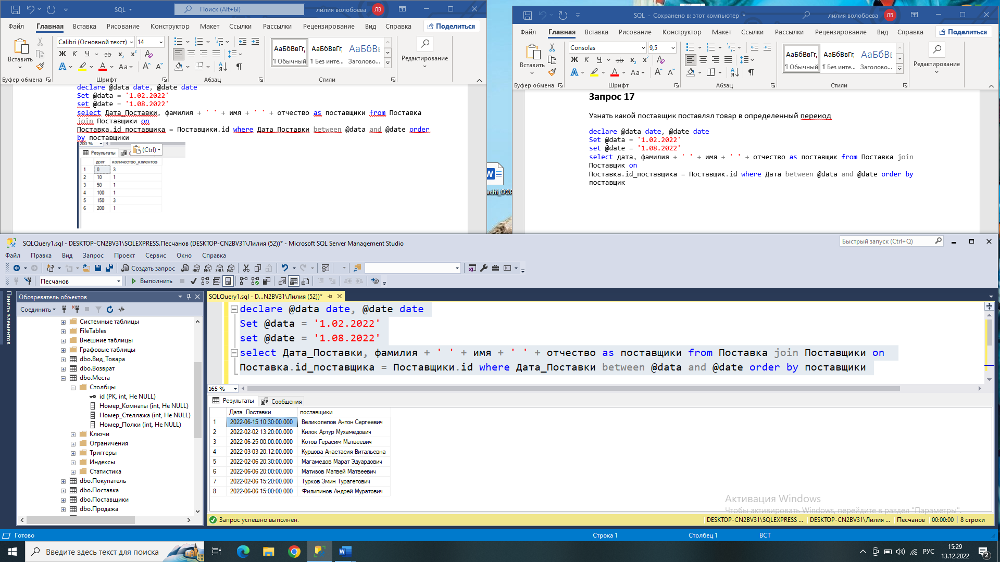 SQL
Поиск (Alt+Ы)
лилия волобоева
ЛВ
Файл Главная Вставка Рисование Конструктор Макет Ссылки Рассылки Рецензирование Вид Справка Поделиться
Calibri (Основной текст) 14
Вставить
Ж К Ч ab x₂ x²
Aa
АаБбВвГг, АаБбВвГг, АаБбВв
¶ Обычный ¶ Без инте... Заголово...
Редактирование
Буфер обмена Шрифт Абзац Стили
declare @data date, @date date
Set @data = '1.02.2022'
set @date = '1.08.2022'
select Дата_Поставки, фамилия + ' ' + имя + ' ' + отчество as поставщики from Поставка
join Поставщики on
Поставка.id_поставщика = Поставщики.id where Дата_Поставки between @data and @date order
by поставщики
200 %
Результаты
(Ctrl)
долг количество_клиентов
1 0 3
2 10 1
3 50 1
4 100 1
5 150 3
6 200 1
achi_OOP
SQL - Сохранено в: этот компьютер
лилия волобоева
ЛВ
Файл Главная Вставка Рисование Конструктор Макет Ссылки Рассылки Рецензирование Вид Справка Поделиться
Consolas 9,5
Вставить
Ж К Ч ab x₂ x²
Aa
АаБбВвГг, АаБбВвГг, АаБбВв
¶ Обычный ¶ Без инте... Заголово...
Редактирование
Буфер обмена Шрифт Абзац Стили
Запрос 17
Узнать какой поставщик поставлял товар в определенный переиод
declare @data date, @date date
Set @data = '1.02.2022'
set @date = '1.08.2022'
select дата, фамилия + ' ' + имя + ' ' + отчество as поставщик from Поставка join
Поставщик on
Поставка.id_поставщика = Поставщик.id where Дата between @data and @date order by
поставщик
SQLQuery1.sql - DESKTOP-CN2BV31\SQLEXPRESS.Песчанов (DESKTOP-CN2BV31\Лилия (52))* - Microsoft SQL Server Management Studio
Быстрый запуск (Ctrl+Q)
Файл Правка Вид Запрос Проект Сервис Окно Справка
Создать запрос
MDX DMX XMLA DAX
Песчанов
Выполнить
Панель элементов
Обозреватель объектов
Соединить
Системные таблицы
FileTables
Внешние таблицы
Графовые таблицы
dbo.Вид_Товара
dbo.Возврат
dbo.Места
Столбцы
id (PK, int, Не NULL)
Номер_Комнаты (int, Не NULL)
Номер_Стеллажа (int, Не NULL)
Номер_Полки (int, Не NULL)
Ключи
Ограничения
Триггеры
Индексы
Статистика
dbo.Покупатель
dbo.Поставка
dbo.Поставщики
dbo.Продажа
SQLQuery1.sql - D...N2BV31\Лилия (52))*
declare @data date, @date date
Set @data = '1.02.2022'
set @date = '1.08.2022'
select Дата_Поставки, фамилия + ' ' + имя + ' ' + отчество as поставщики from Поставка join Поставщики on
Поставка.id_поставщика = Поставщики.id where Дата_Поставки between @data and @date order by поставщики
165 %
Результаты Сообщения
Дата_Поставки поставщики
1 2022-06-15 10:30:00.000 Великолепов Антон Сергеевич
2 2022-02-02 13:20:00.000 Килок Артур Мухамедович
3 2022-06-25 00:00:00.000 Котов Герасим Матвеевич
4 2022-03-03 20:12:00.000 Курцова Анастасия Витальевна
5 2022-02-06 20:30:00.000 Магамедов Марат Эдуардович
6 2022-06-06 20:00:00.000 Матизов Матвей Матвеевич
7 2022-02-06 15:20:00.000 Турков Эмин Турагетович
8 2022-06-06 15:00:00.000 Филипинов Андрей Муратович
Активация Windows
Чтобы активировать Windows, перейдите в раздел "Параметры".
Запрос успешно выполнен.
DESKTOP-CN2BV31\SQLEXPRESS ... DESKTOP-CN2BV31\Лилия ... Песчанов 00:00:00 8 строки
Готово
Строка 1 Столбец 1 ВСТ
Введите здесь текст для поиска
РУС
15:29
13.12.2022
2